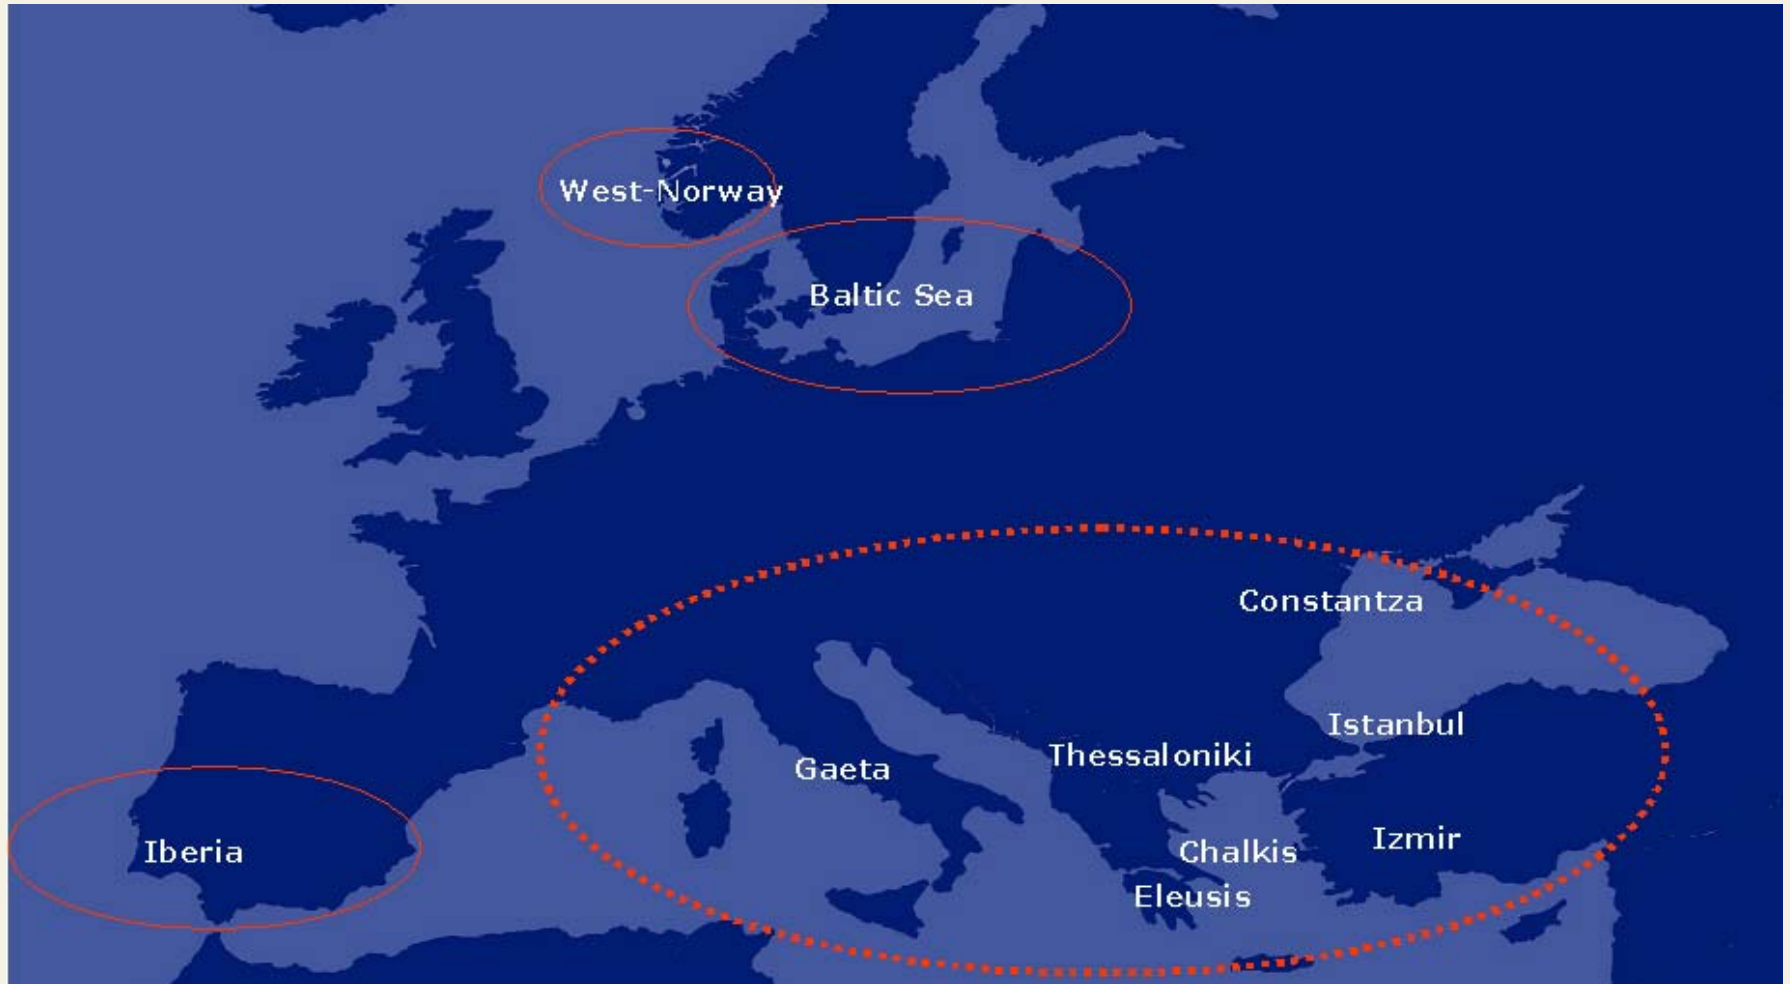 West-Norway
Baltic Sea
Constantza
Istanbul
Thessaloniki
Gaeta
Izmir
Iberia
Chalkis
Eleusis